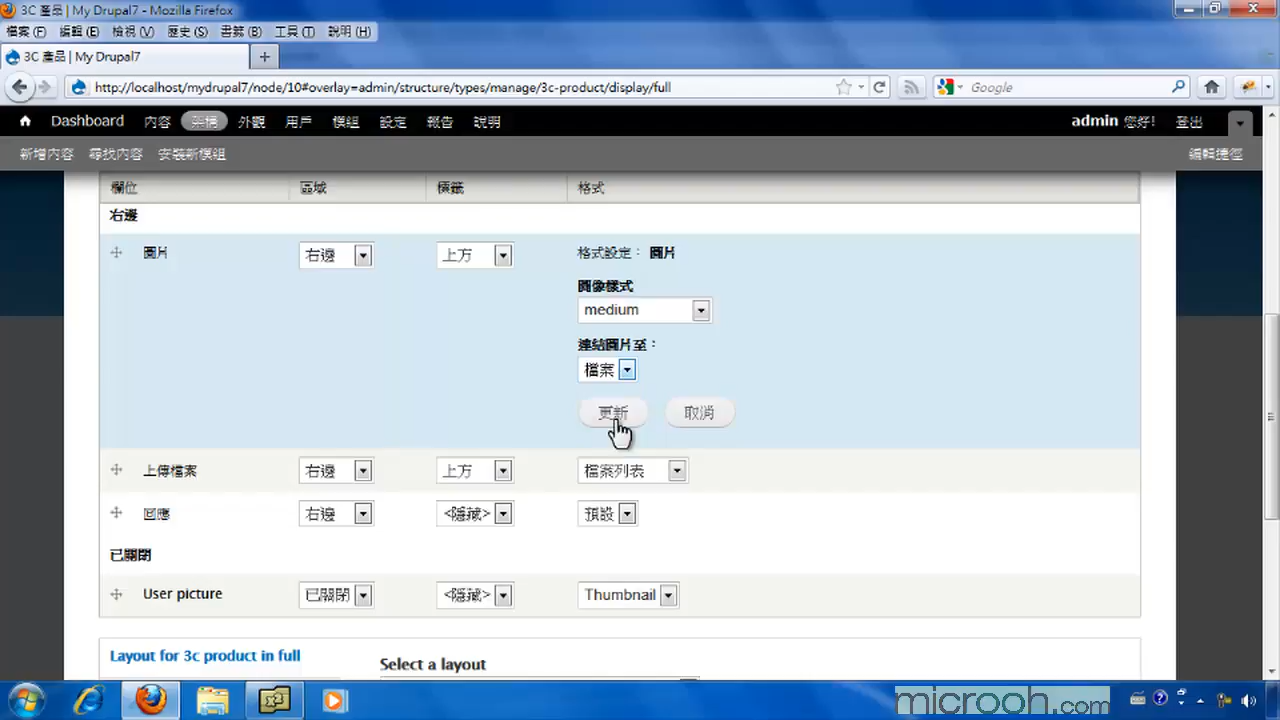 3C 產品 | My Drupal7 - Mozilla Firefox
檔案(F) 編輯(E) 檢視(V) 歷史(S) 書籤(B) 工具(T) 說明(H)
3C 產品 | My Drupal7
http://localhost/mydrupal7/node/10#overlay=admin/structure/types/manage/3c-product/display/full
Google
Dashboard 內容 架構 外觀 用戶 模組 設定 報告 說明 admin 您好! 登出
新增內容 尋找內容 安裝新模組 編輯捷徑
欄位 區域 標籤 格式
右邊
圖片 右邊 上方 格式設定： 圖片
圖像樣式
medium
連結圖片至：
檔案
更新 取消
上傳檔案 右邊 上方 檔案列表
回應 右邊 <隱藏> 預設
已關閉
User picture 已關閉 <隱藏> Thumbnail
Layout for 3c product in full
Select a layout
microoh.com